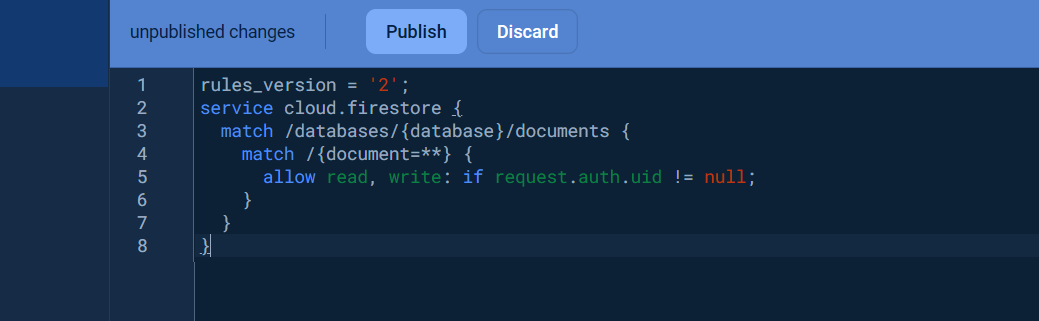 unpublished changes Publish Discard
1 rules_version = '2';
2 service cloud.firestore {
3 match /databases/{database}/documents {
4 match /{document=**} {
5 allow read, write: if request.auth.uid != null;
6 }
7 }
8 }